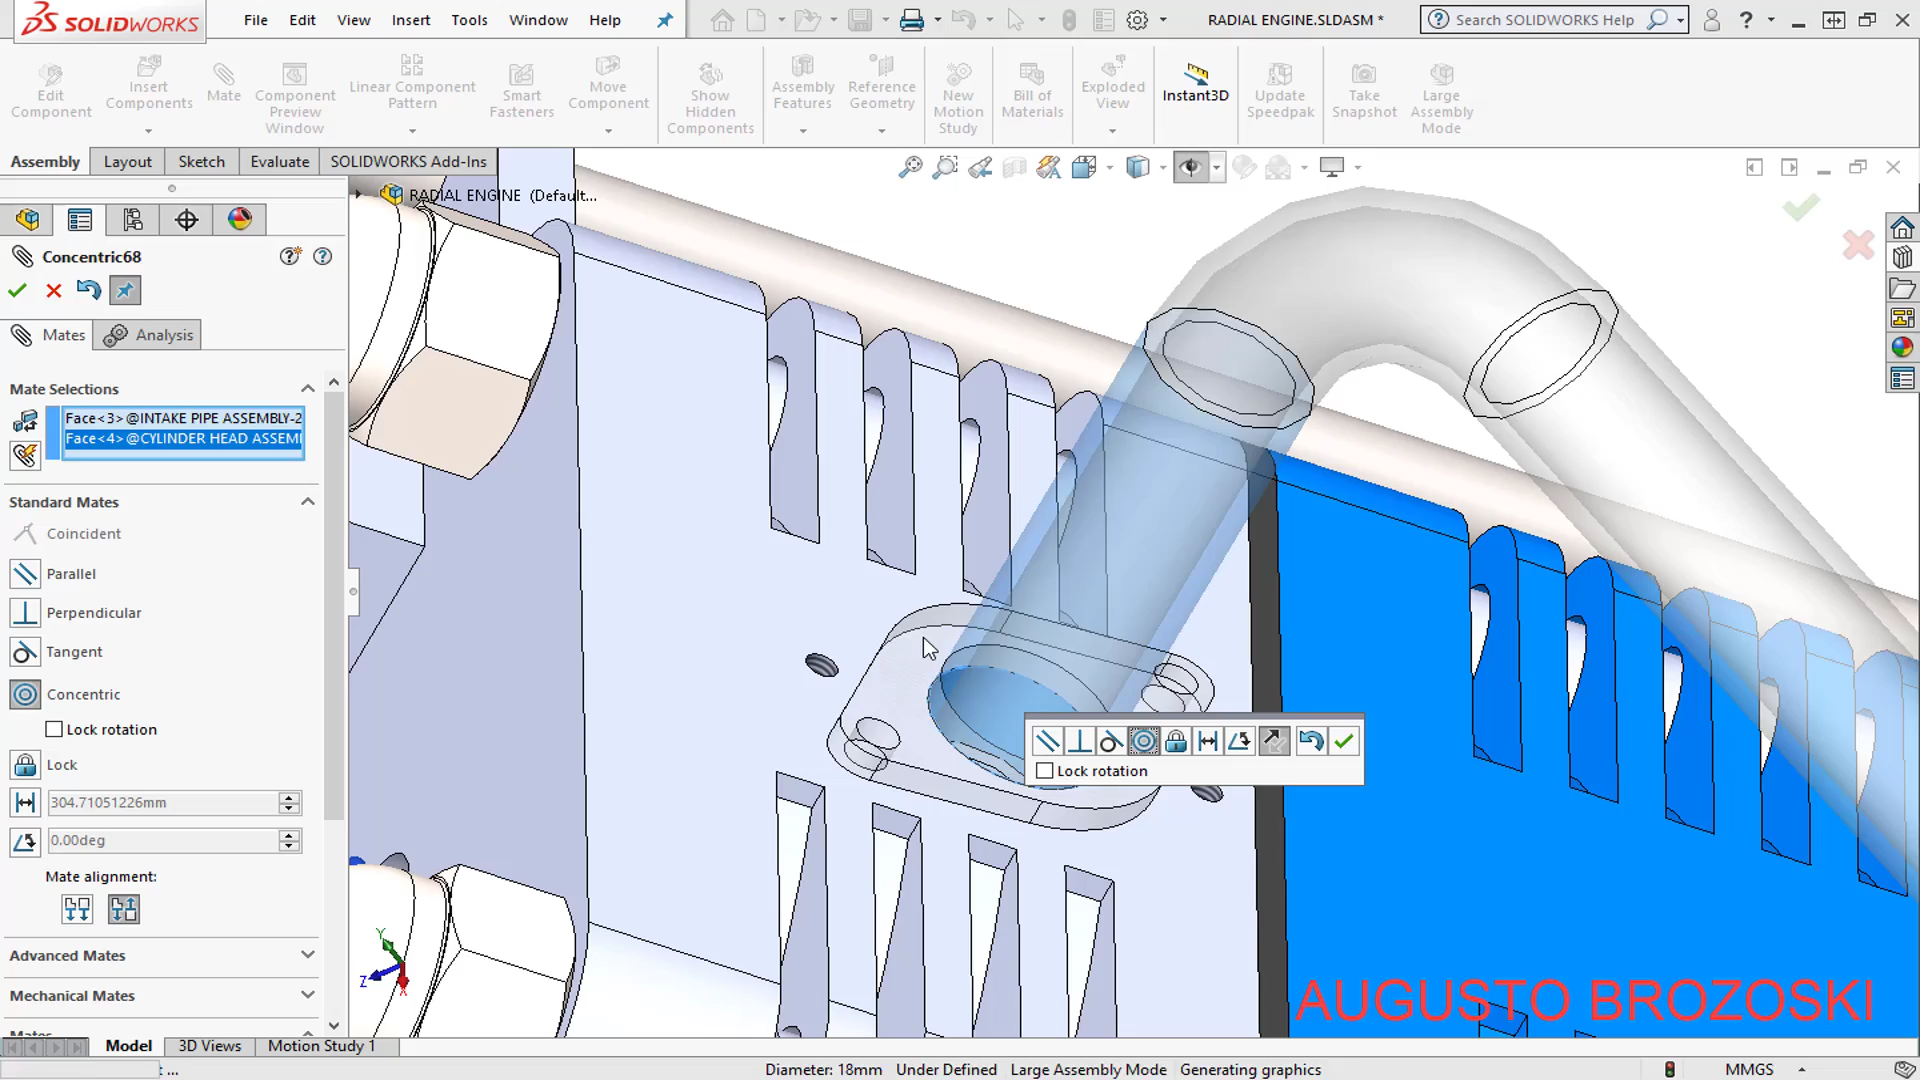 SOLIDWORKS
File Edit View Insert Tools Window Help
RADIAL ENGINE.SLDASM *
Search SOLIDWORKS Help
?
Edit Component
Insert Components
Mate
Component Preview Window
Linear Component Pattern
Smart Fasteners
Move Component
Show Hidden Components
Assembly Features
Reference Geometry
New Motion Study
Bill of Materials
Exploded View
Instant3D
Update Speedpak
Take Snapshot
Large Assembly Mode
Assembly Layout Sketch Evaluate SOLIDWORKS Add-Ins
RADIAL ENGINE (Default...
Concentric68
Mates Analysis
Mate Selections
Face<3>@INTAKE PIPE ASSEMBLY-2
Face<4>@CYLINDER HEAD ASSEM
Standard Mates
Coincident
Parallel
Perpendicular
Tangent
Concentric
Lock rotation
Lock
304.71051226mm
0.00deg
Mate alignment:
Advanced Mates
Mechanical Mates
Lock rotation
Y
Z
X
AUGUSTO BROZOSKI
Model 3D Views Motion Study 1
: ...
Diameter: 18mm Under Defined Large Assembly Mode Generating graphics
MMGS